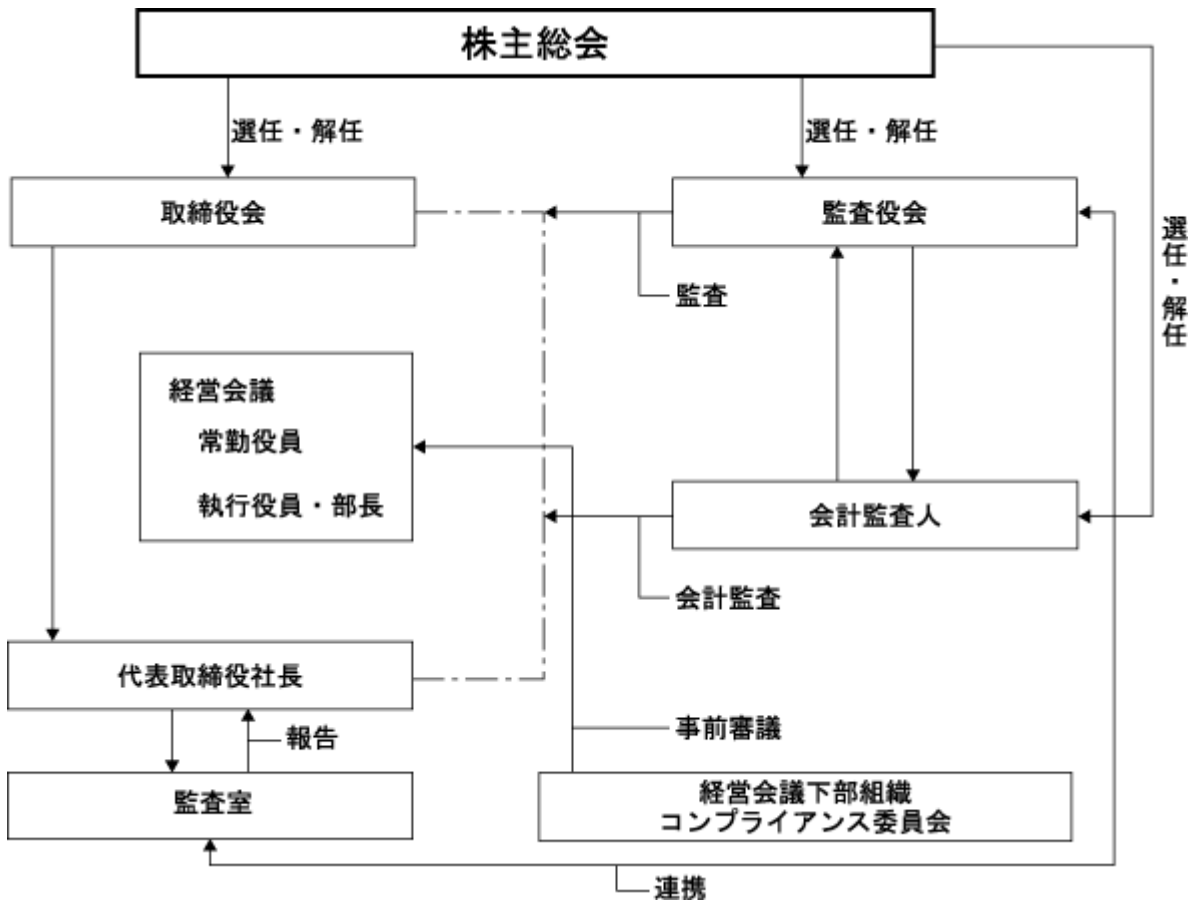 株主総会
選任・解任
選任・解任
取締役会
監査役会
選任・解任
監査
経営会議
常勤役員
執行役員・部長
会計監査人
会計監査
代表取締役社長
報告
事前審議
監査室
経営会議下部組織
コンプライアンス委員会
連携